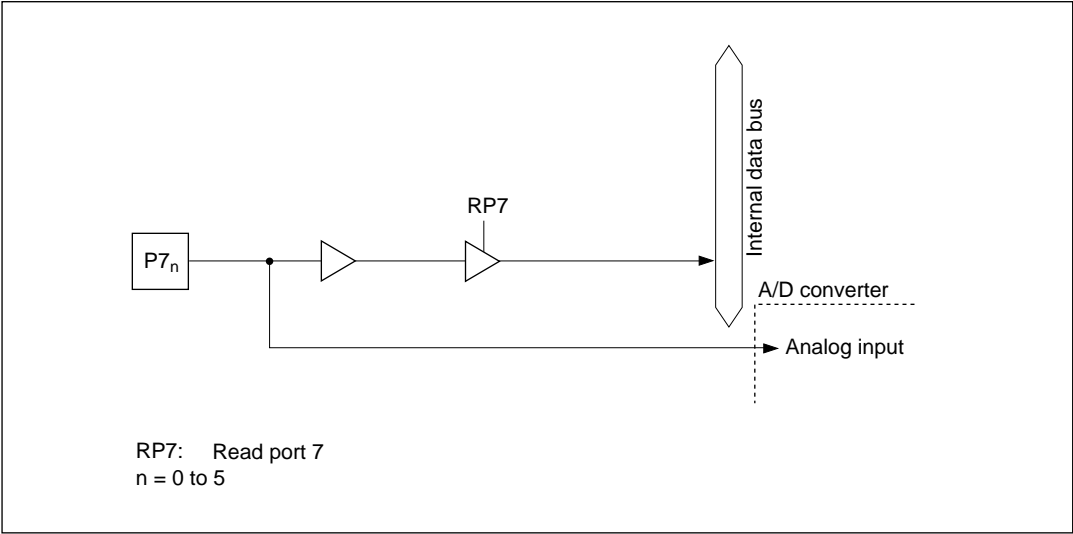 RP7
P7n
Internal data bus
A/D converter
Analog input
RP7: Read port 7
n = 0 to 5